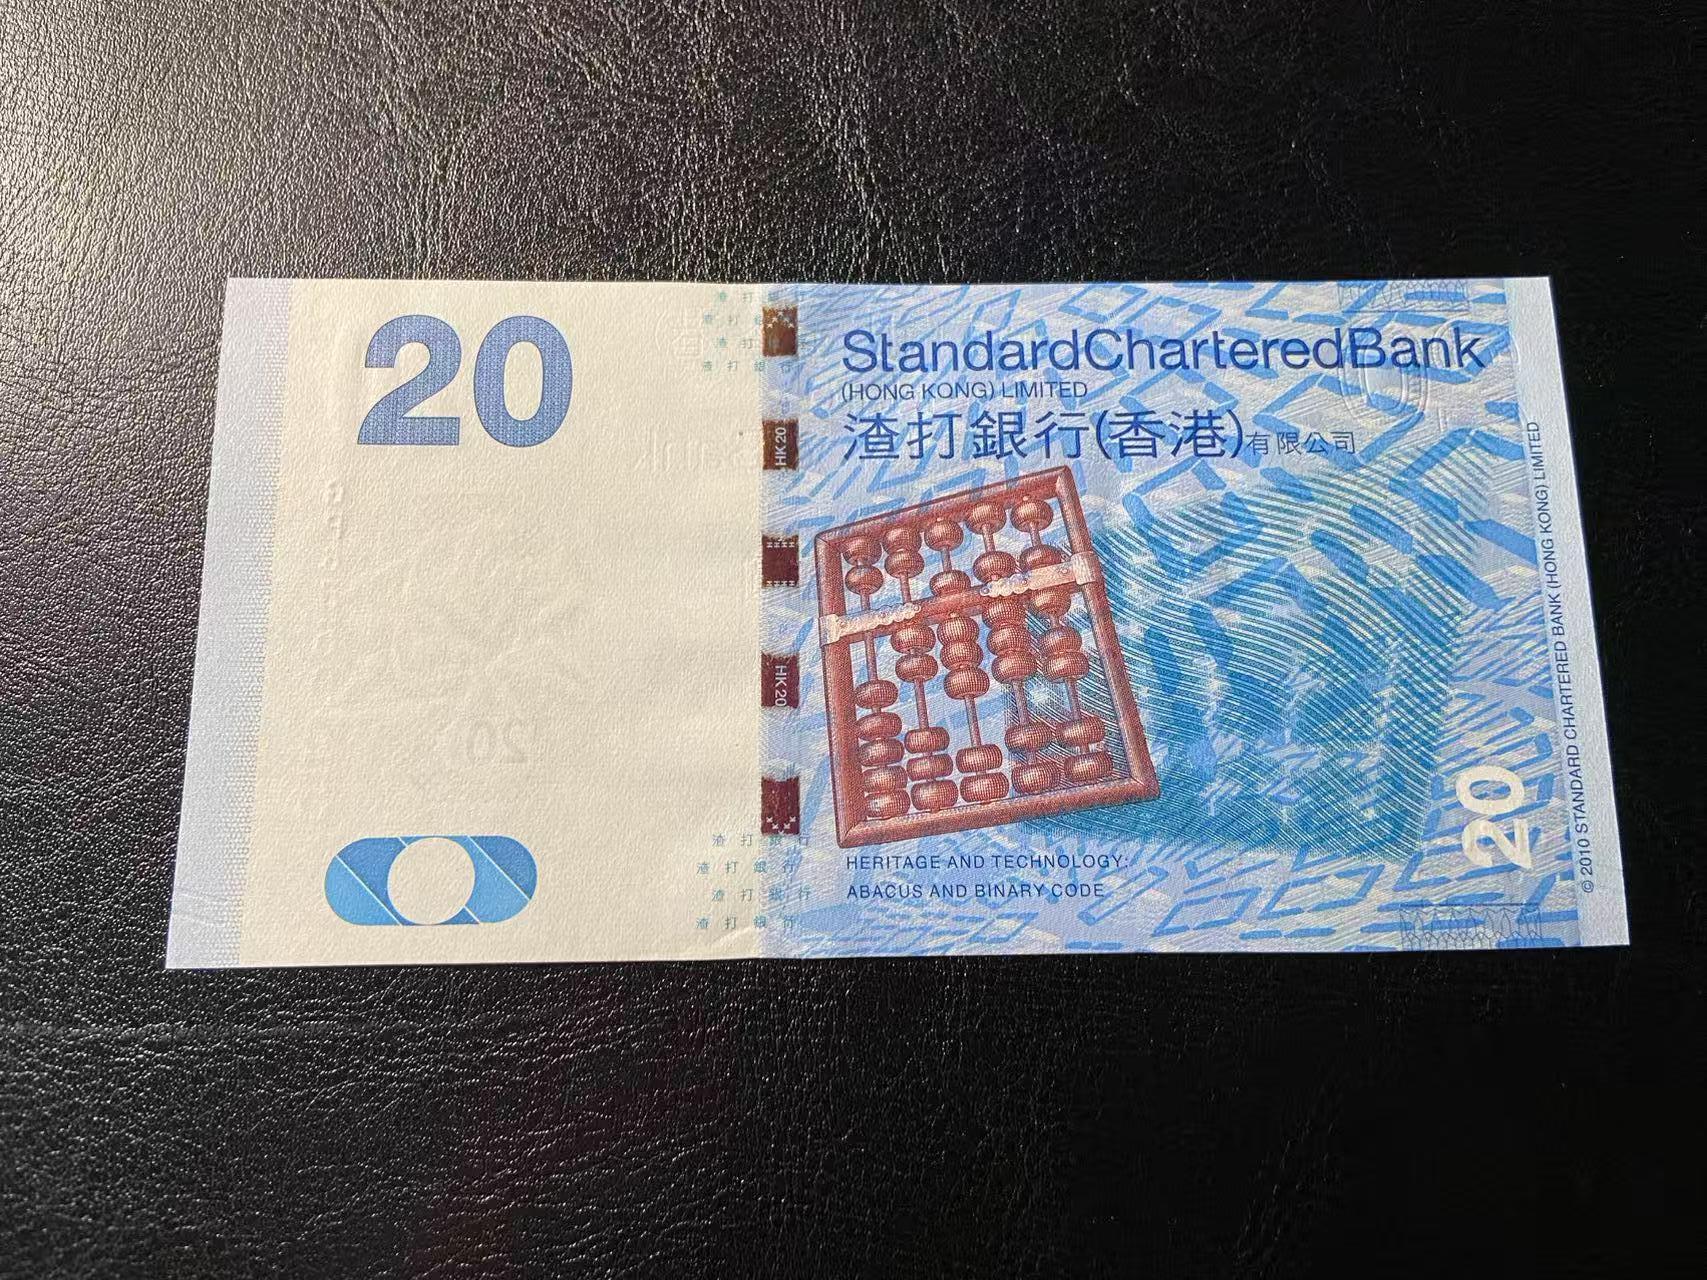 20
StandardCharteredBank
(HONG KONG) LIMITED
渣打銀行(香港)有限公司
渣 打 銀 行
渣 打 銀 行
渣 打 銀 行
渣 打 銀 行
HK20
HK20
渣 打 銀 行
渣 打 銀 行
渣 打 銀 行
渣 打 銀 行
HERITAGE AND TECHNOLOGY:
ABACUS AND BINARY CODE
20
© 2010 STANDARD CHARTERED BANK (HONG KONG) LIMITED
20